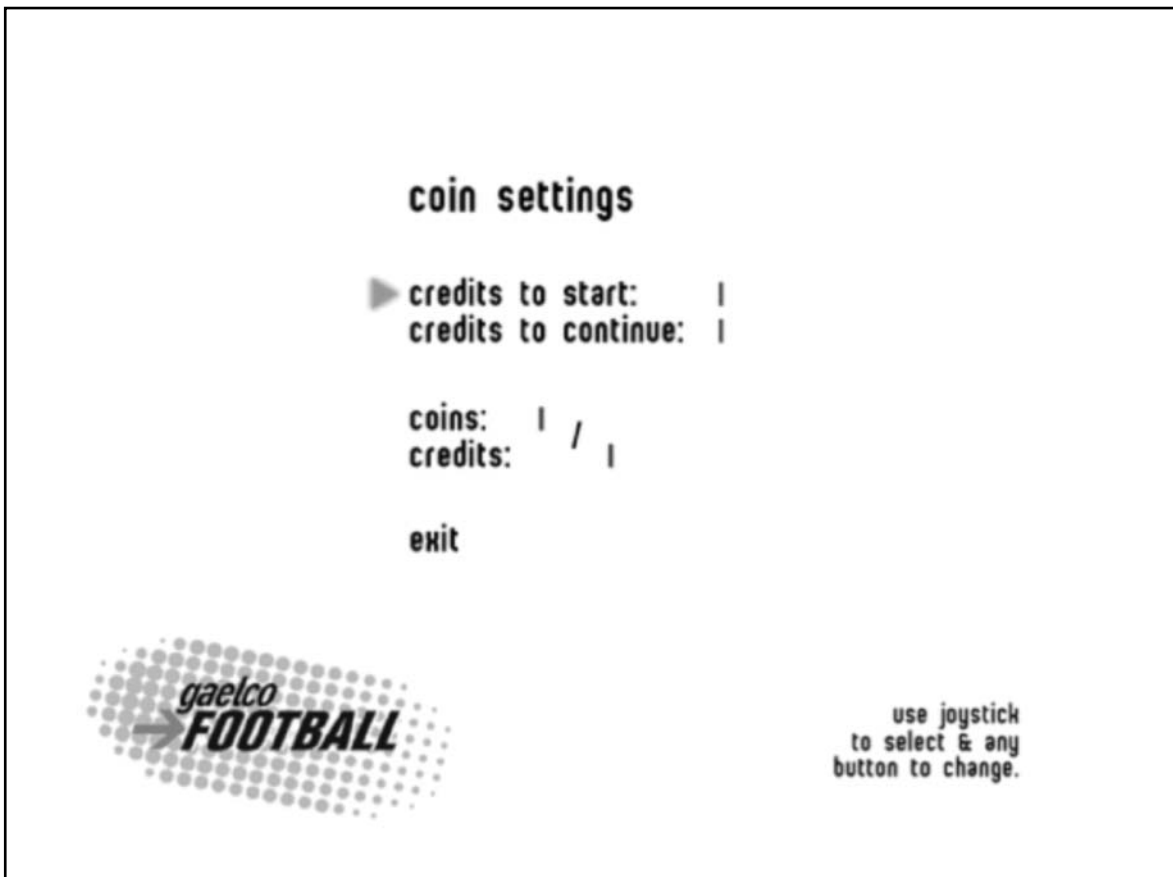 coin settings
credits to start: 1
credits to continue: 1
coins: 1 /
credits: 1
exit
gaelco
FOOTBALL
use joystick
to select & any
button to change.